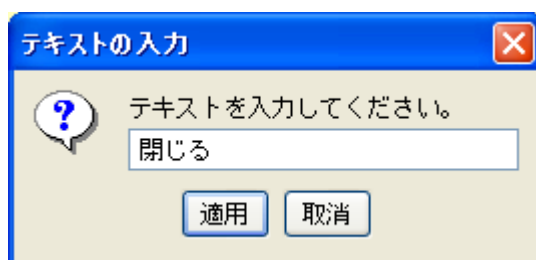 テキストの入力
テキストを入力してください。
閉じる
適用 取消